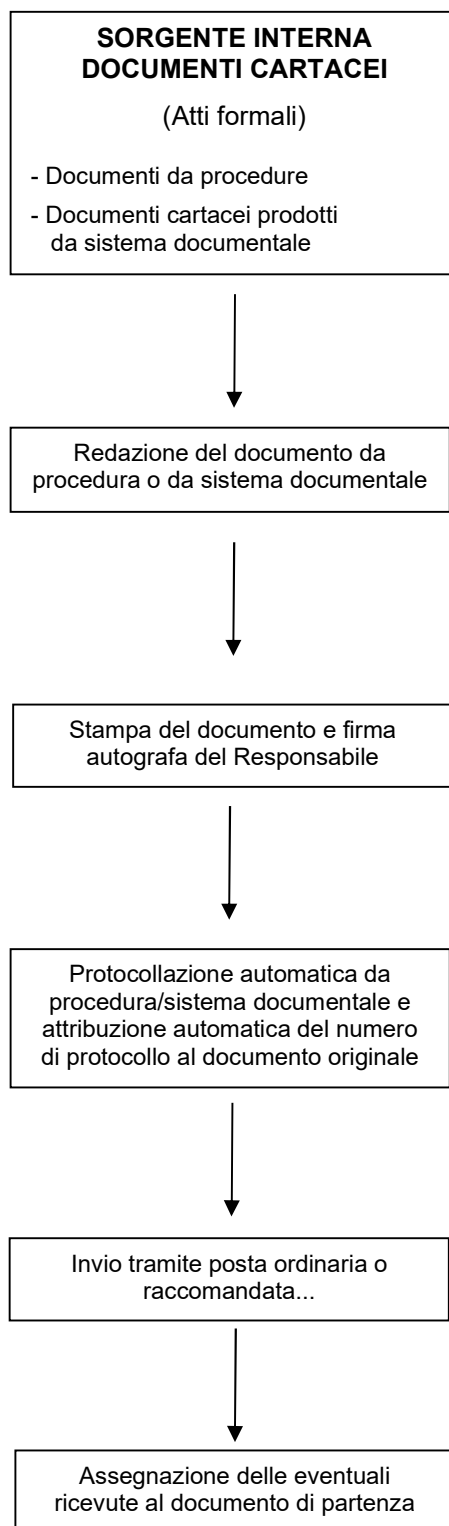 SORGENTE INTERNA
DOCUMENTI CARTACEI
(Atti formali)
- Documenti da procedure
- Documenti cartacei prodotti
da sistema documentale
Redazione del documento da
procedura o da sistema documentale
Stampa del documento e firma
autografa del Responsabile
Protocollazione automatica da
procedura/sistema documentale e
attribuzione automatica del numero
di protocollo al documento originale
Invio tramite posta ordinaria o
raccomandata...
Assegnazione delle eventuali
ricevute al documento di partenza